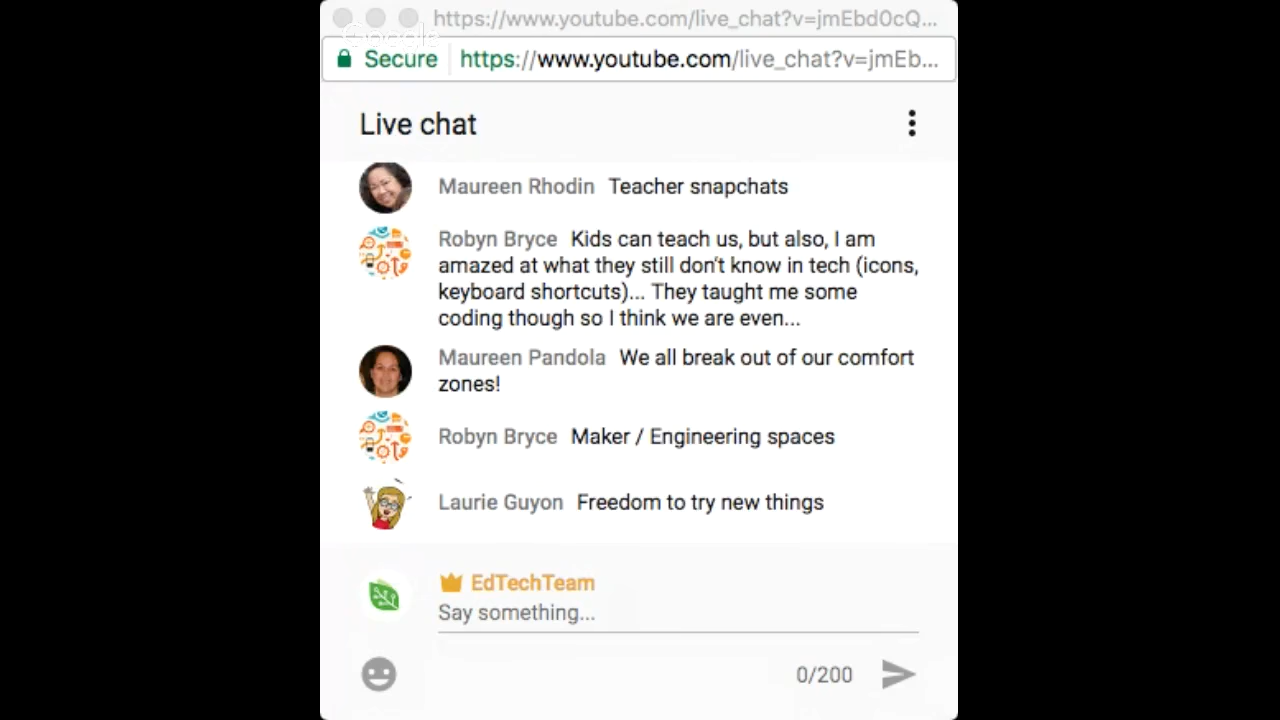 https://www.youtube.com/live_chat?v=jmEbd0cQ...
Google
Secure https://www.youtube.com/live_chat?v=jmEb...
Live chat
Maureen Rhodin Teacher snapchats
Robyn Bryce Kids can teach us, but also, I am
amazed at what they still don't know in tech (icons,
keyboard shortcuts)... They taught me some
coding though so I think we are even...
Maureen Pandola We all break out of our comfort
zones!
Robyn Bryce Maker / Engineering spaces
Laurie Guyon Freedom to try new things
EdTechTeam
Say something...
0/200